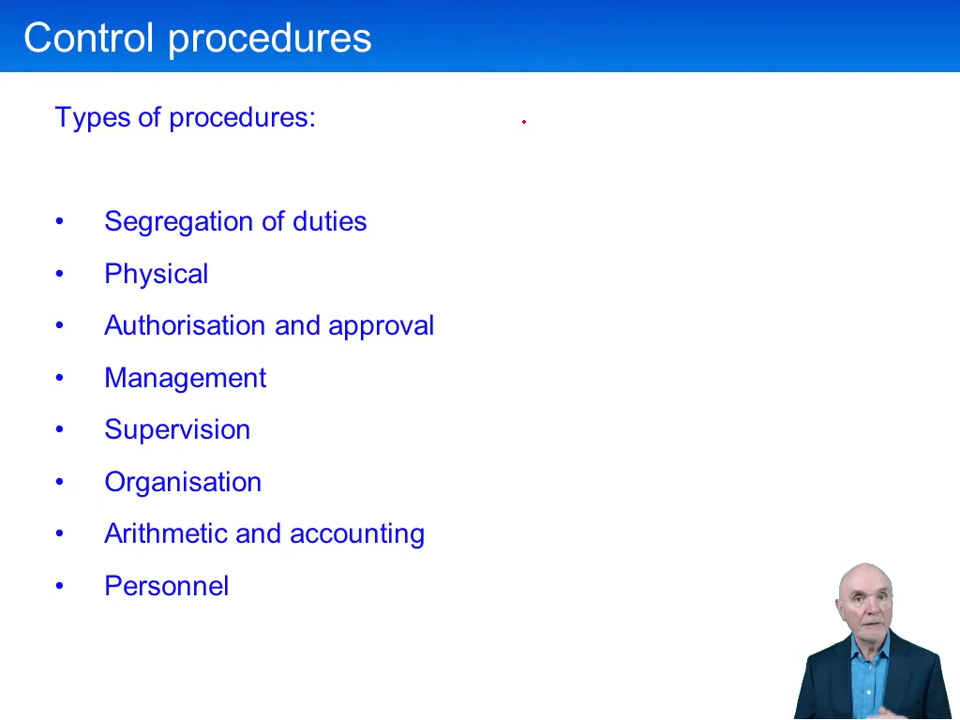 Control procedures
Types of procedures:
• Segregation of duties
• Physical
• Authorisation and approval
• Management
• Supervision
• Organisation
• Arithmetic and accounting
• Personnel